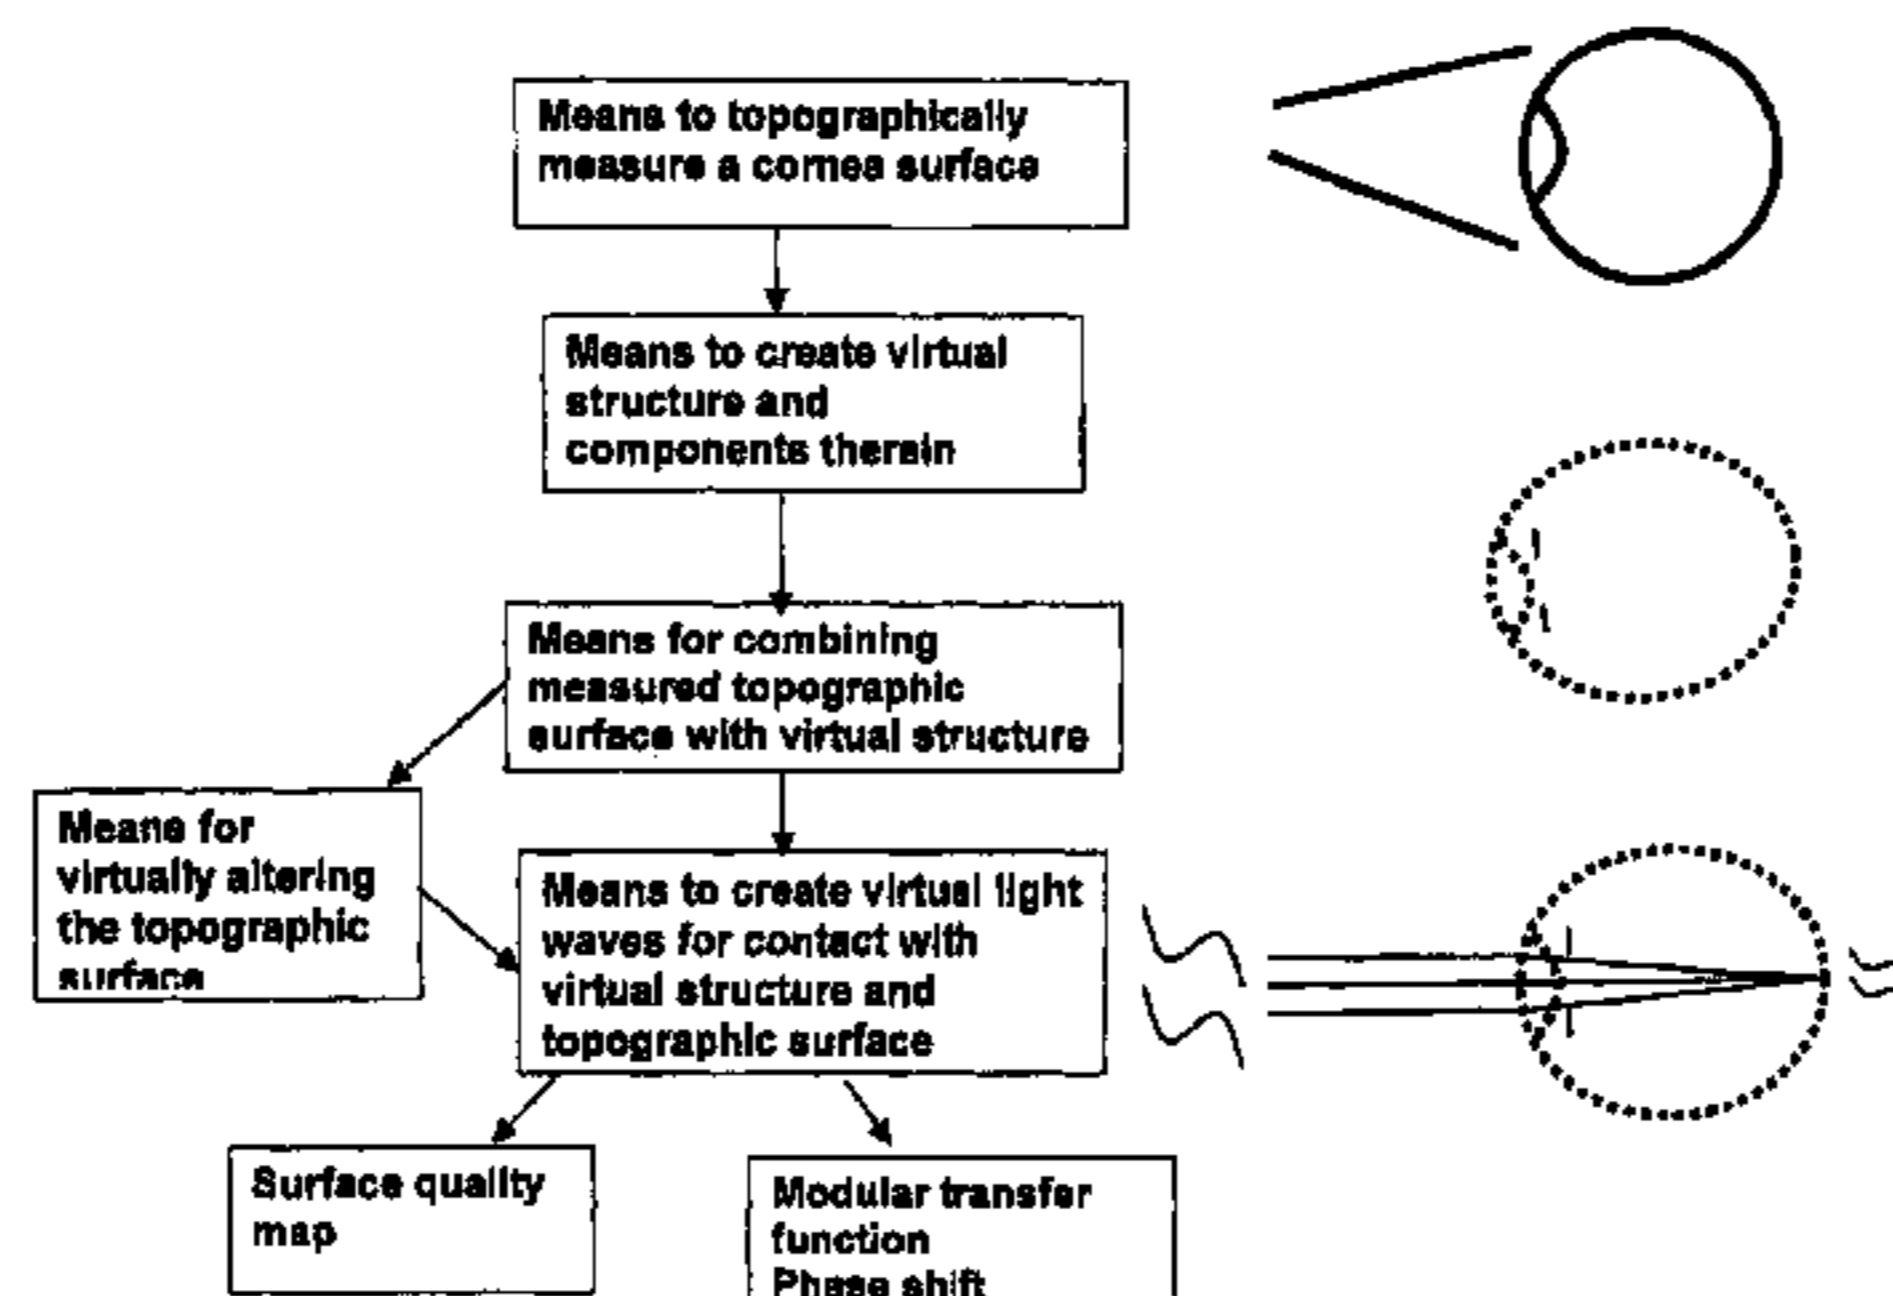 Means to topographically
measure a cornea surface
Means to create virtual
structure and
components therein
Means for combining
measured topographic
surface with virtual structure
Means for
virtually altering
the topographic
surface
Means to create virtual light
waves for contact with
virtual structure and
topographic surface
Surface quality
map
Modular transfer
function
Phase shift